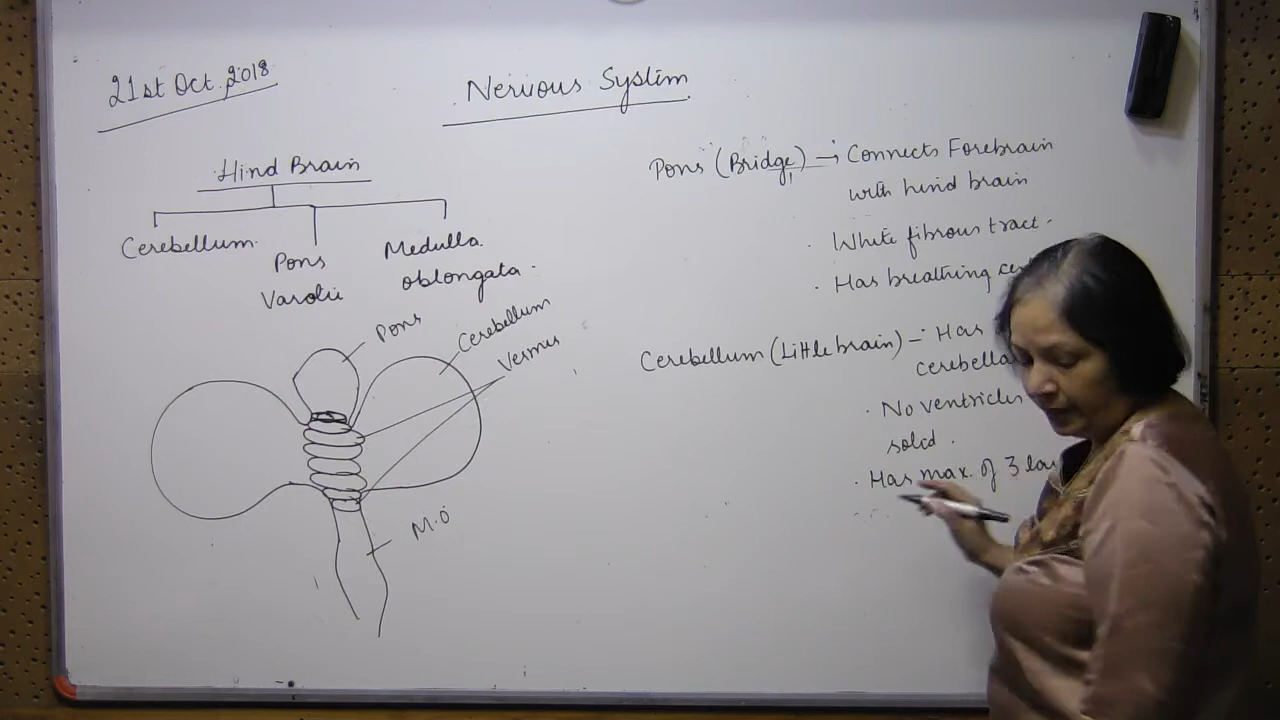 21st Oct, 2018
Nervous System
Hind Brain
Cerebellum
Pons
Varolii
Medulla
oblongata
Pons
Cerebellum
Vermis
M.O
Pons (Bridge) → Connects Forebrain
with hind brain
White fibrous tract
Has breathing
Cerebellum (Little brain) - Has
No ventricles
solid
Has max. of 3